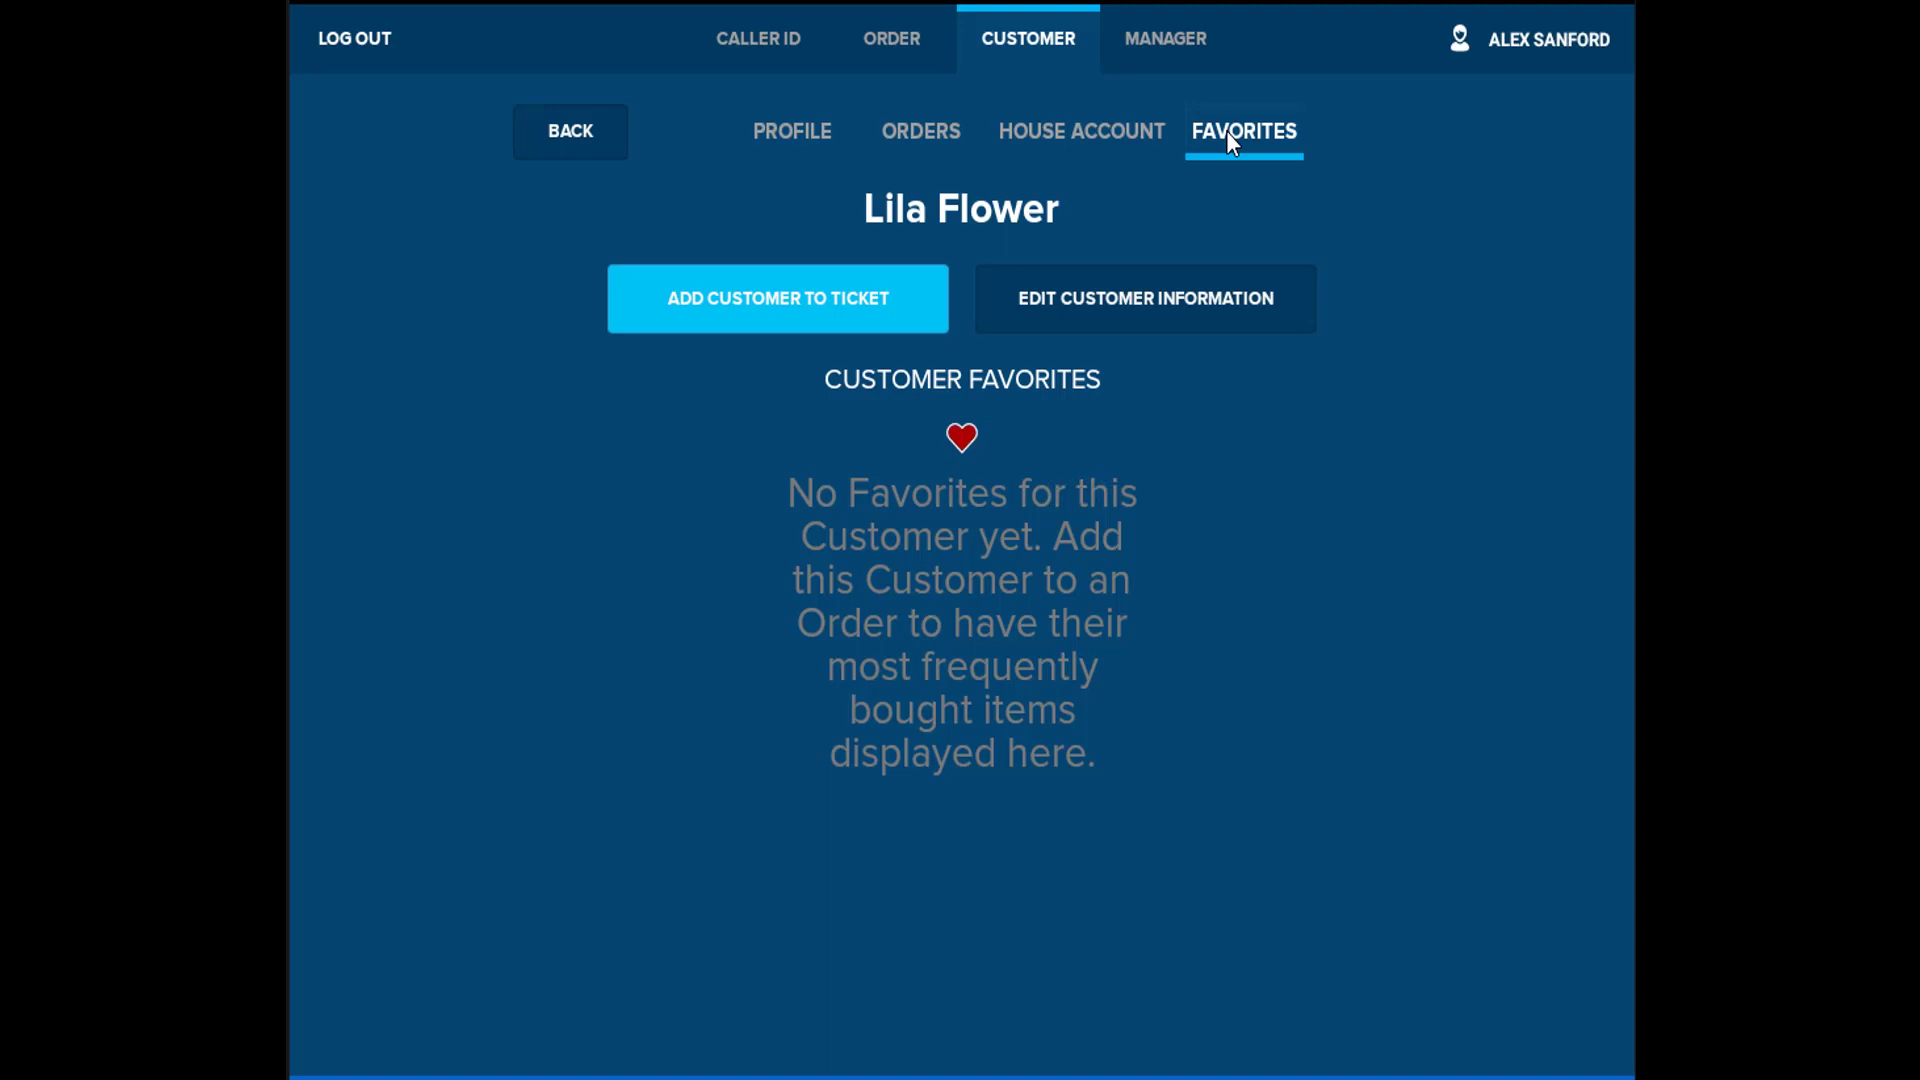 LOG OUT
CALLER ID
ORDER
CUSTOMER
MANAGER
ALEX SANFORD
BACK
PROFILE
ORDERS
HOUSE ACCOUNT
FAVORITES
Lila Flower
ADD CUSTOMER TO TICKET
EDIT CUSTOMER INFORMATION
CUSTOMER FAVORITES
No Favorites for this
Customer yet. Add
this Customer to an
Order to have their
most frequently
bought items
displayed here.